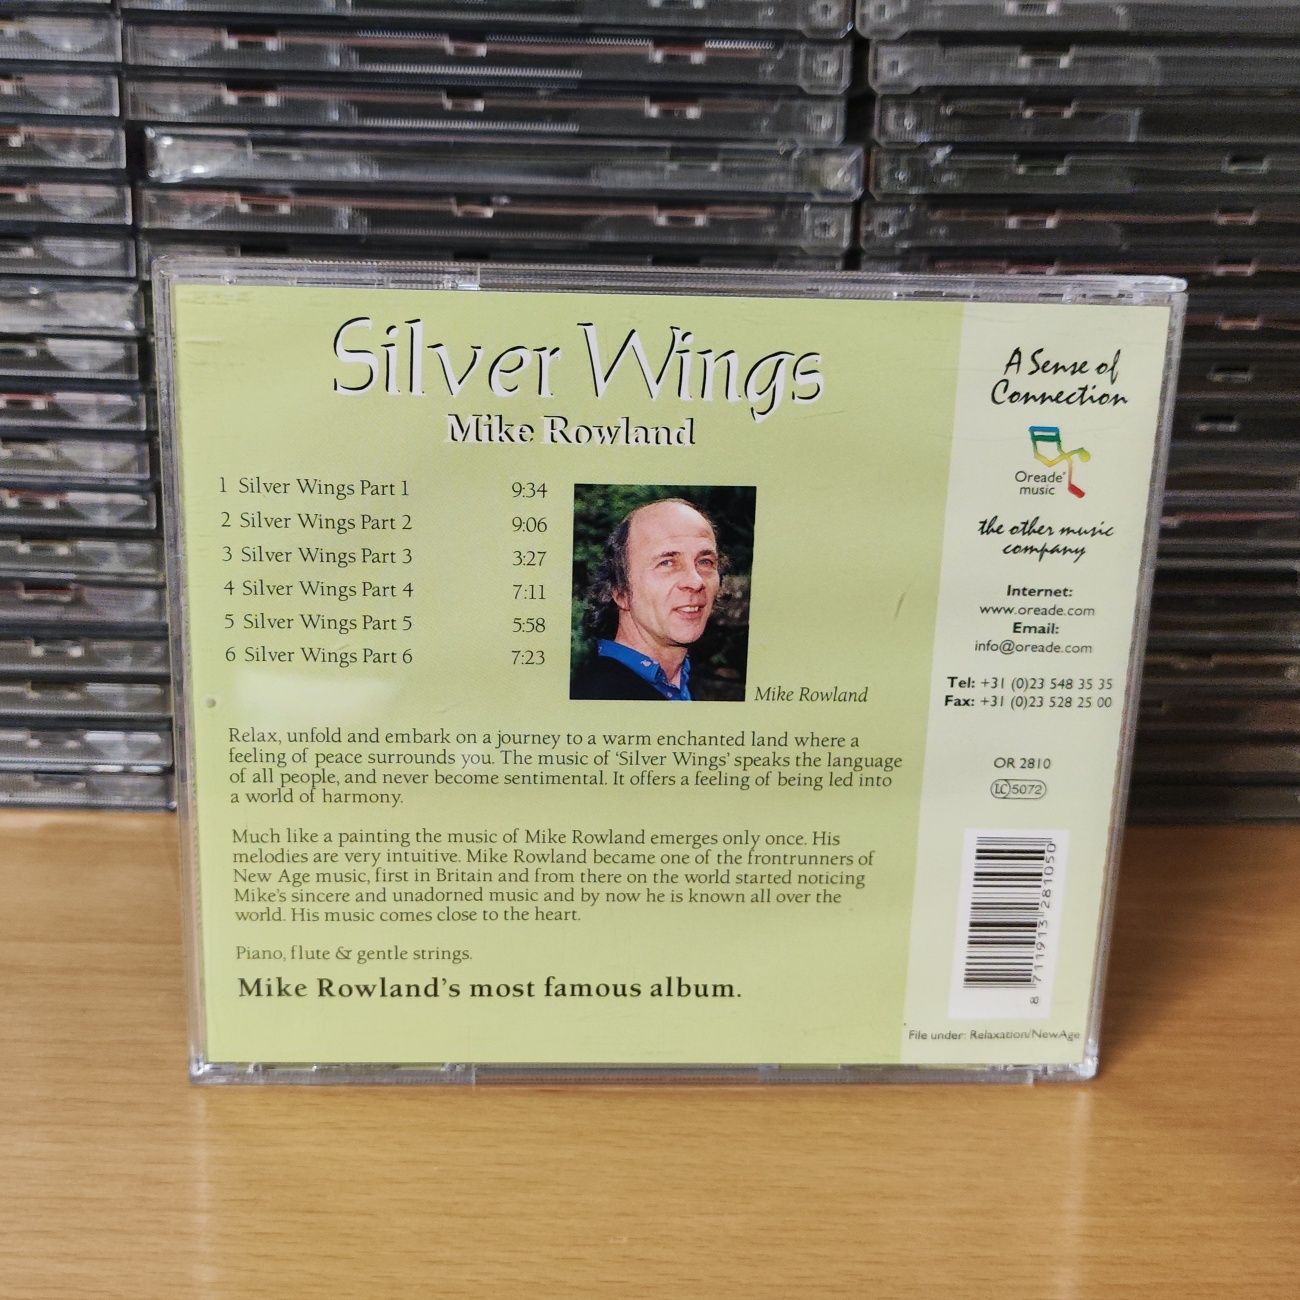 Silver Wings
Mike Rowland
1 Silver Wings Part 1 9:34
2 Silver Wings Part 2 9:06
3 Silver Wings Part 3 3:27
4 Silver Wings Part 4 7:11
5 Silver Wings Part 5 5:58
6 Silver Wings Part 6 7:23
Mike Rowland
Relax, unfold and embark on a journey to a warm enchanted land where a
feeling of peace surrounds you. The music of 'Silver Wings' speaks the language
of all people, and never become sentimental. It offers a feeling of being led into
a world of harmony.
Much like a painting the music of Mike Rowland emerges only once. His
melodies are very intuitive. Mike Rowland became one of the frontrunners of
New Age music, first in Britain and from there on the world started noticing
Mike's sincere and unadorned music and by now he is known all over the
world. His music comes close to the heart.
Piano, flute & gentle strings.
Mike Rowland's most famous album.
A Sense of
Connection
Oreade®
music
the other music
company
Internet:
www.oreade.com
Email:
info@oreade.com
Tel: +31 (0)23 548 35 35
Fax: +31 (0)23 528 25 00
OR 2810
LC 5072
8 711913 281050
File under: Relaxation/NewAge